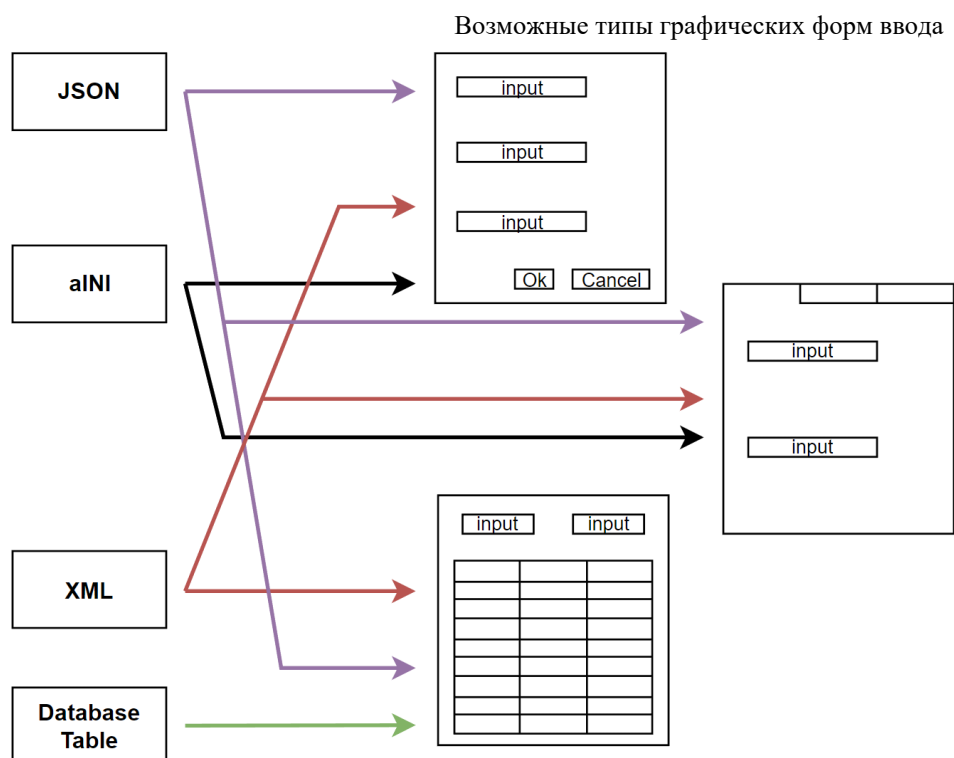 Возможные типы графических форм ввода
JSON
input
input
input
Ok Cancel
aINI
input
input
XML
input input
Database
Table